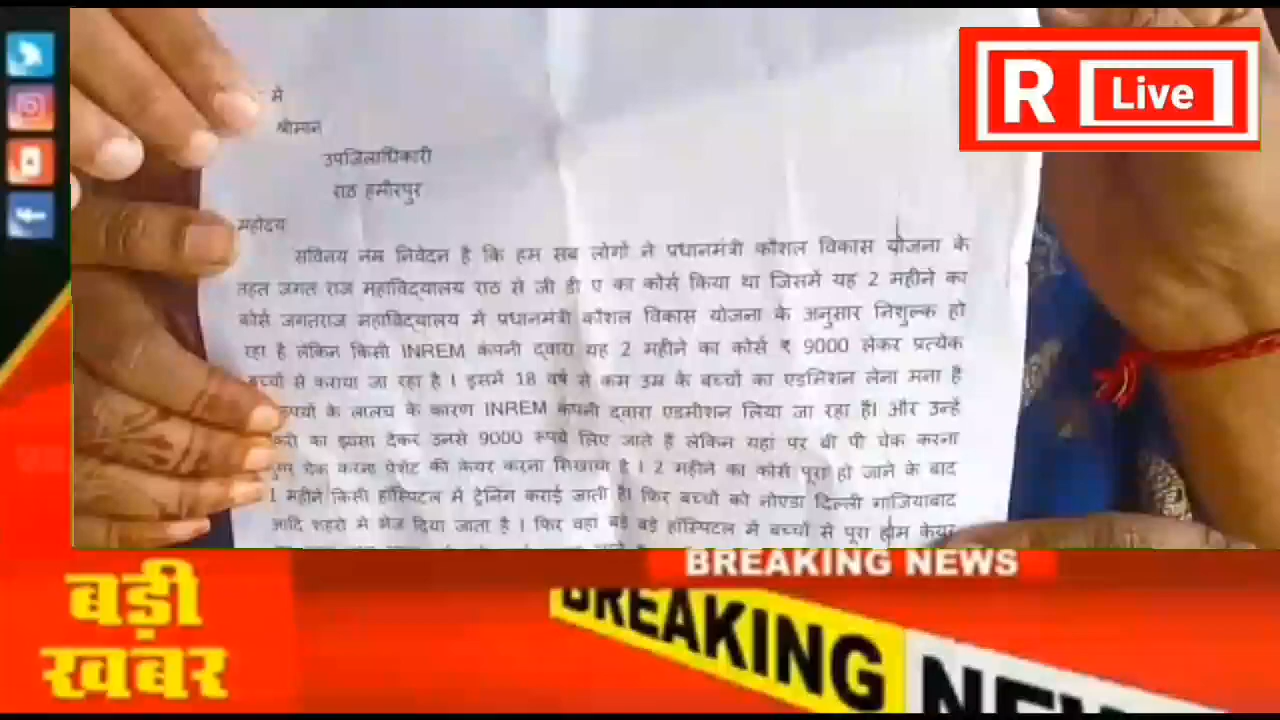 में
श्रीमान
उपजिलाधिकारी
राठ हमीरपुर
महोदय
सविनय नम्र निवेदन है कि हम सब लोगो ने प्रधानमंत्री कौशल विकास योजना के
तहत जगत राज महाविद्यालय राठ से जी डी ए का कोर्स किया था जिसमें यह 2 महीने का
कोर्स जगतराज महाविद्यालय मे प्रधानमंत्री कौशल विकास योजना के अनुसार निशुल्क हो
रहा है लेकिन किसी INREM कंपनी द्वारा यह 2 महीने का कोर्स ₹ 9000 लेकर प्रत्येक
बच्चों से कराया जा रहा है । इसमें 18 वर्ष से कम उम्र के बच्चों का एडमिशन लेना मना है
के लालच के कारण INREM कंपनी द्वारा एडमीशन लिया जा रहा है। और उन्हें
का झासा देकर उनसे 9000 रूपये लिए जाते है लेकिन यहां पर बी पी चेक करना
चेक करना पेशेंट की केयर करना सिखाया है । 2 महीने का कोर्स पूरा हो जाने के बाद
1 महीने किसी हॉस्पिटल में ट्रेनिन कराई जाती है। फिर बच्चों को नोएडा दिल्ली गाजियाबाद
आदि शहरो मे भेज दिया जाता है । फिर वहा बड़े बड़े हॉस्पिटल में बच्चों से पूरा होम केयर
R Live
BREAKING NEWS
बड़ी
खबर
BREAKING NEWS